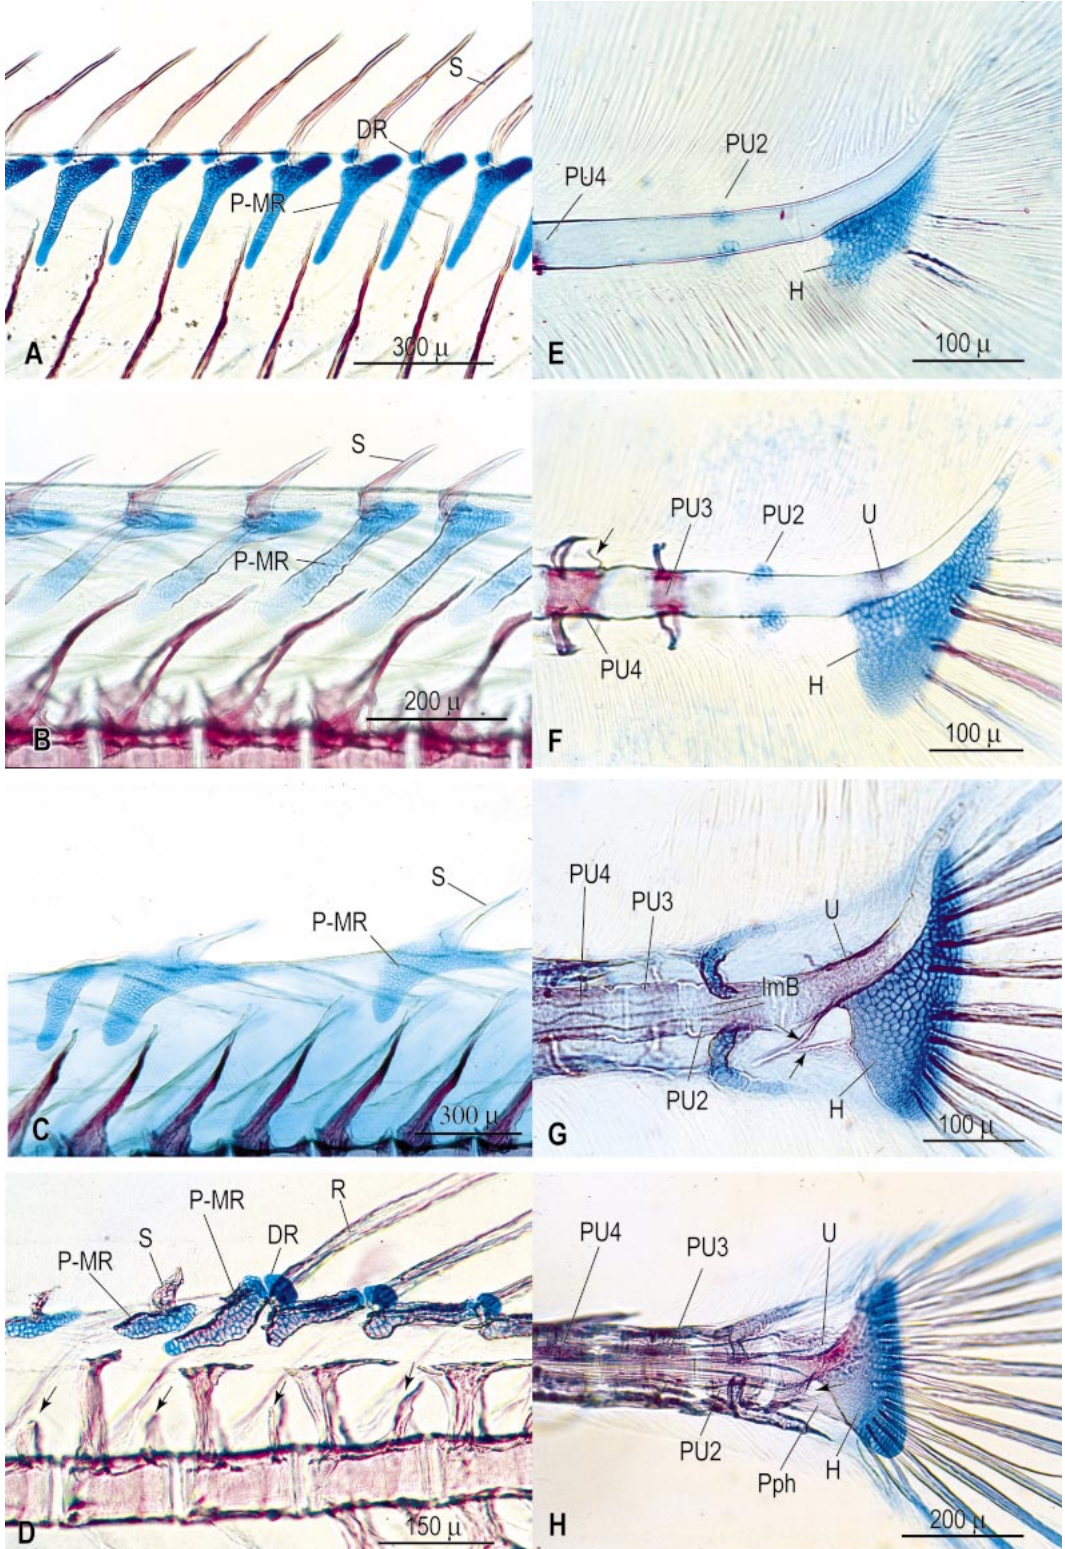 S
DR
P-MR
A
300 μ
S
P-MR
B
200 μ
S
P-MR
C
300 μ
R
P-MR
S
DR
P-MR
D
150 μ
PU2
PU4
H
E
100 μ
PU3
PU2
U
PU4
H
F
100 μ
PU4
PU3
U
ImB
PU2
H
G
100 μ
PU4
PU3
U
PU2
Pph
H
H
200 μ